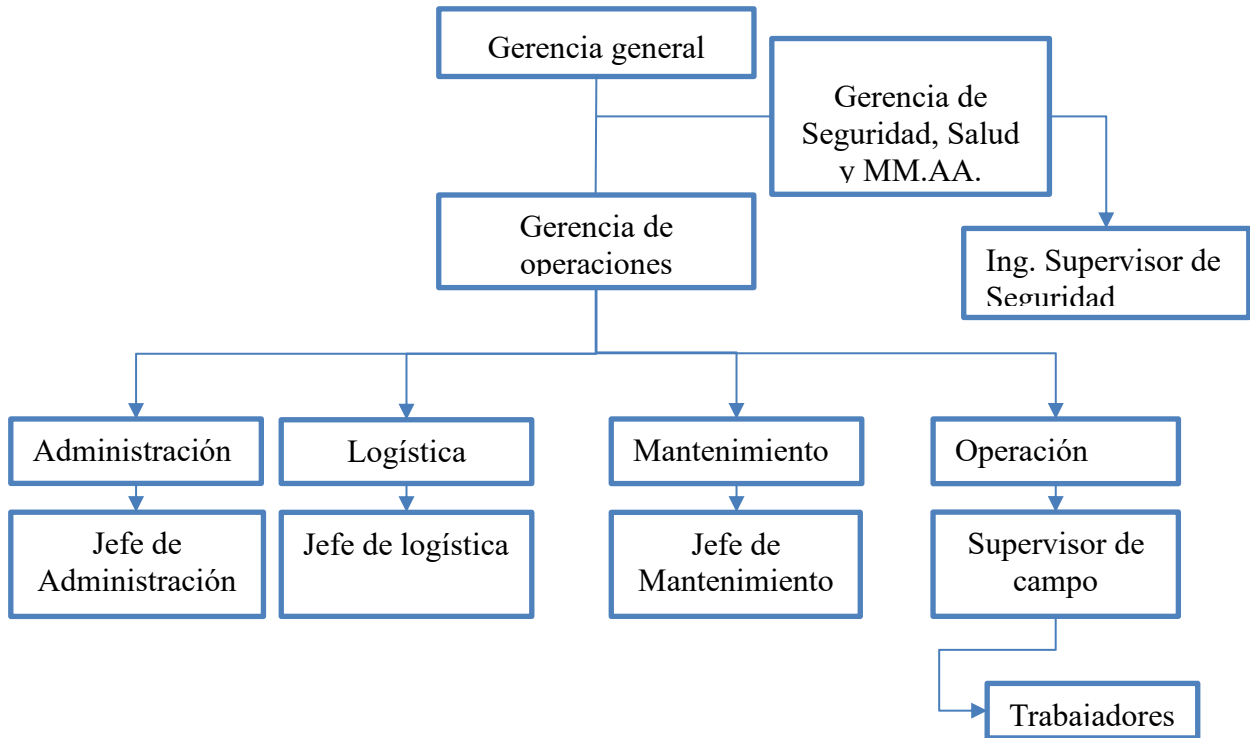 Gerencia general
Gerencia de
Seguridad, Salud
y MM.AA.
Gerencia de
operaciones
Ing. Supervisor de
Seguridad
Administración
Logística
Mantenimiento
Operación
Jefe de
Administración
Jefe de logística
Jefe de
Mantenimiento
Supervisor de
campo
Trabajadores